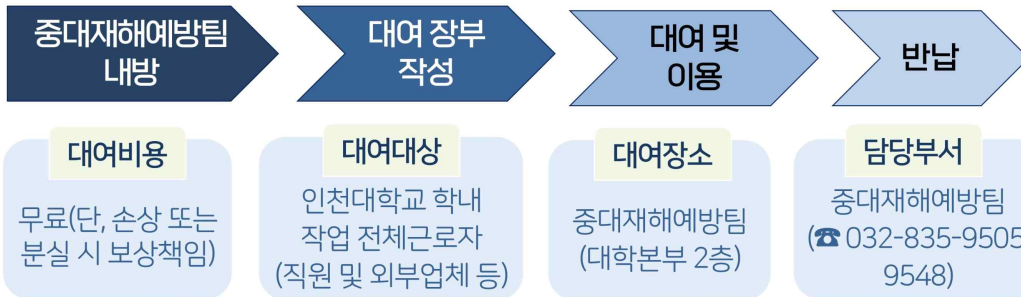 중대재해예방팀
내방
대여 장부
작성
대여 및
이용
반납
대여비용
무료(단, 손상 또는
분실 시 보상책임)
대여대상
인천대학교 학내
작업 전체근로자
(직원 및 외부업체 등)
대여장소
중대재해예방팀
(대학본부 2층)
담당부서
중대재해예방팀
(☎032-835-9505
9548)